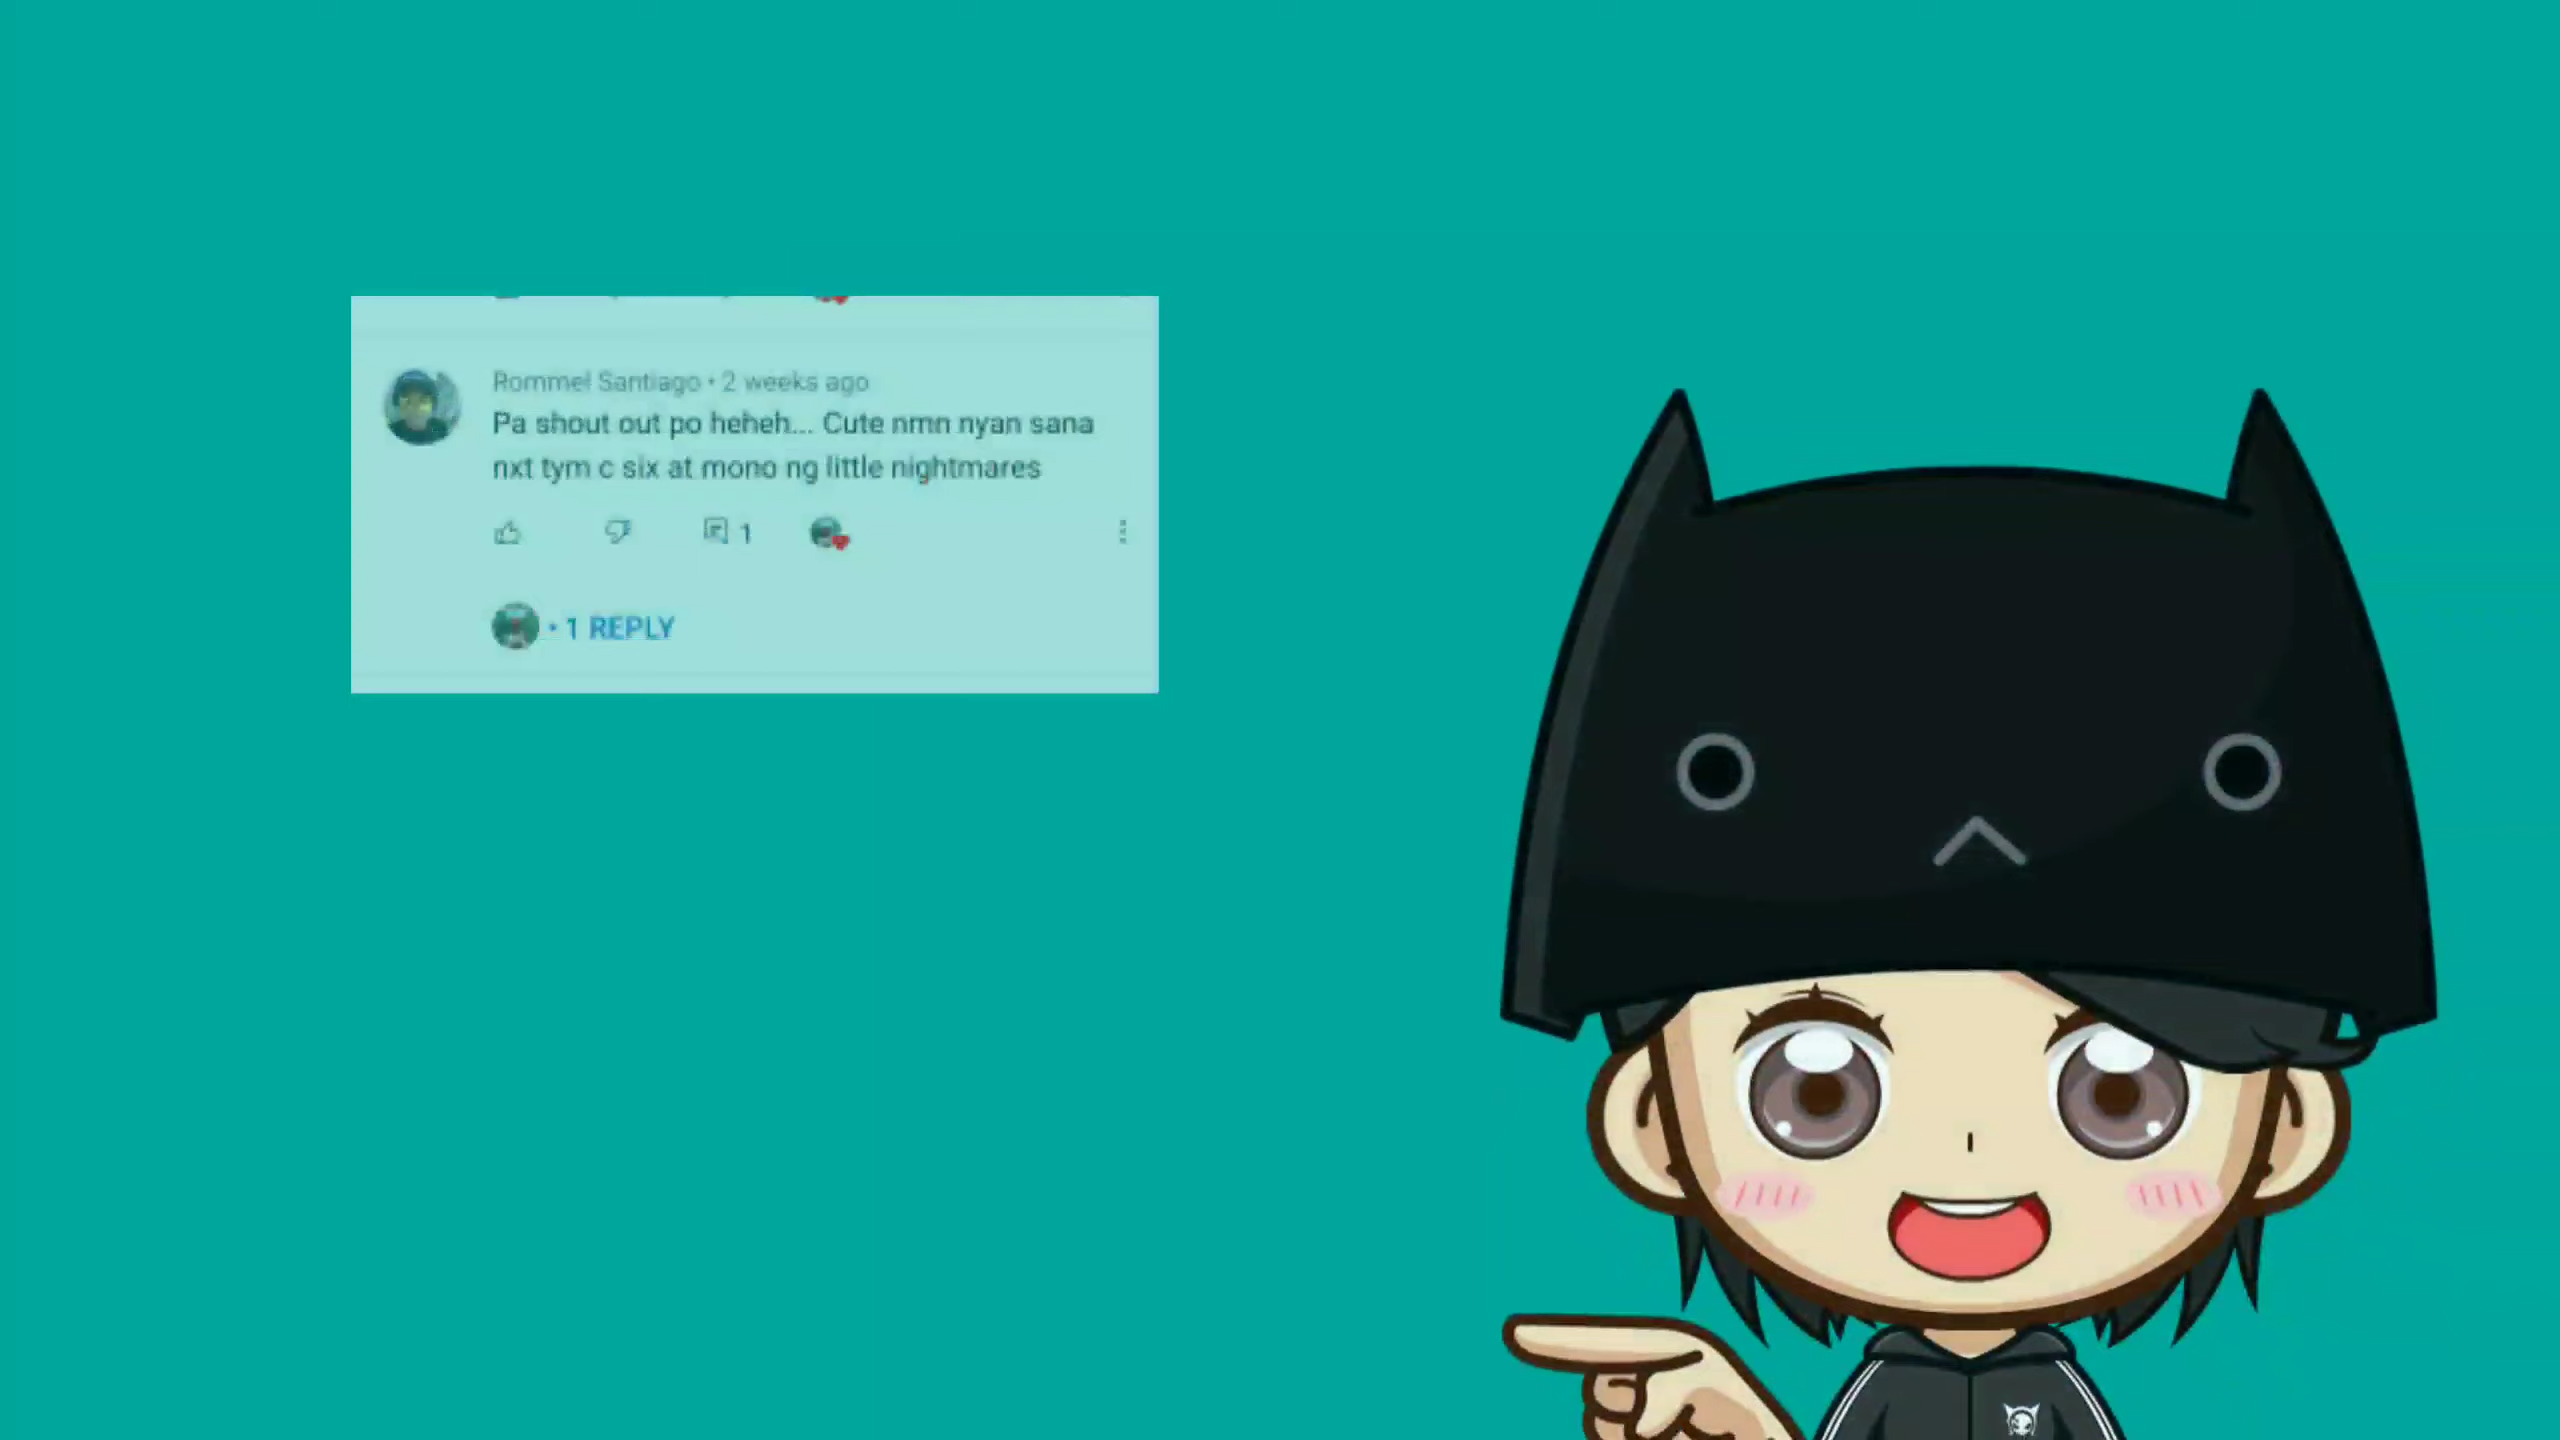 Rommel Santiago • 2 weeks ago
Pa shout out po heheh... Cute nmn nyan sana
nxt tym c six at mono ng little nightmares
1
• 1 REPLY